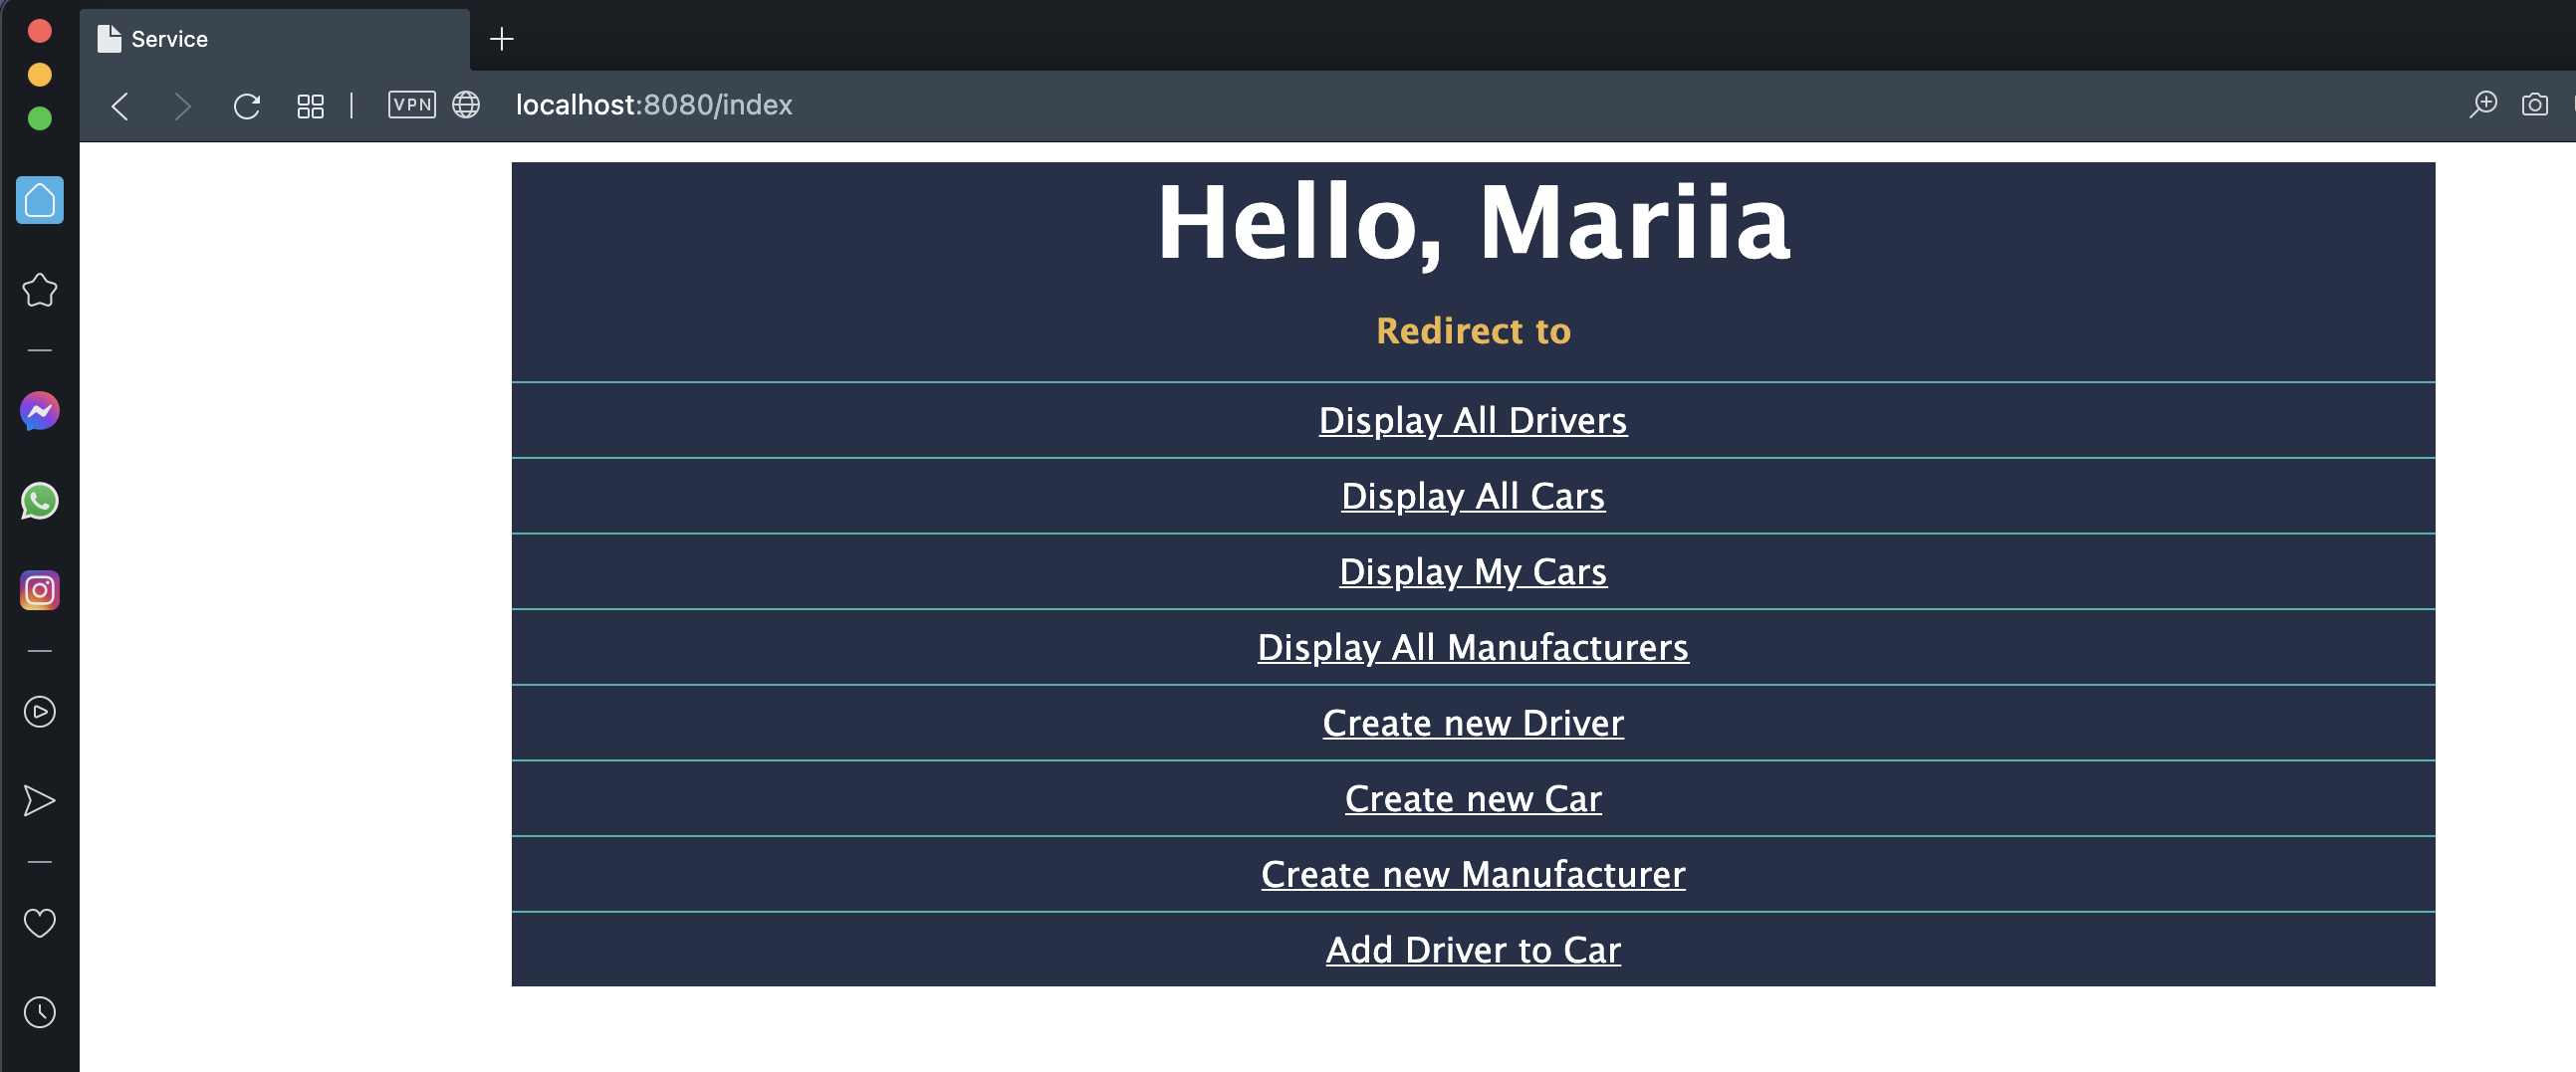 Service
VPN
localhost:8080/index
Hello, Mariia
Redirect to
Display All Drivers
Display All Cars
Display My Cars
Display All Manufacturers
Create new Driver
Create new Car
Create new Manufacturer
Add Driver to Car